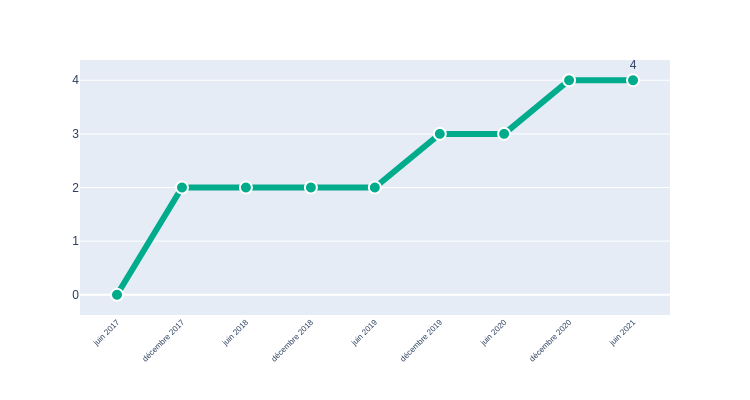 4
4
3
2
1
0
juin 2017
décembre 2017
juin 2018
décembre 2018
juin 2019
décembre 2019
juin 2020
décembre 2020
juin 2021